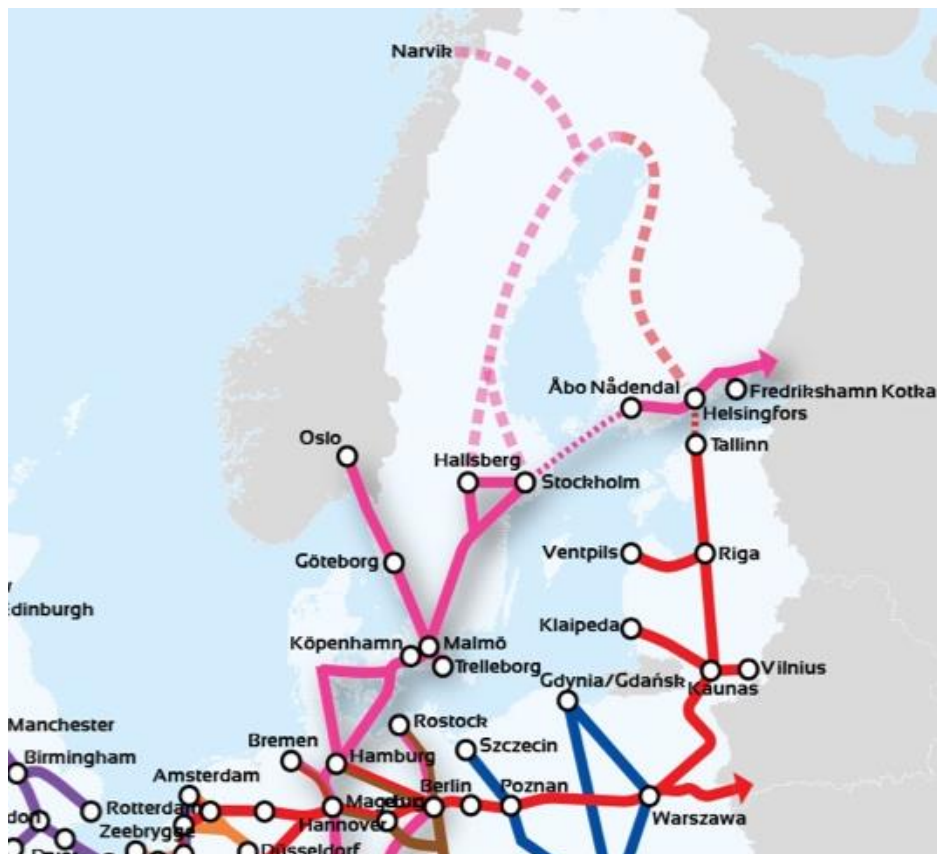 Narvik
Åbo Nådendal
Fredrikshamn Kotka
Helsingfors
Oslo
Tallinn
Hallsberg
Stockholm
Göteborg
Ventpils
Riga
Edinburgh
Klaipeda
Köpenhamn
Malmö
Trelleborg
Vilnius
Gdynia/Gdańsk
Kaunas
Manchester
Rostock
Bremen
Szczecin
Birmingham
Hamburg
Amsterdam
Berlin
Poznan
Rotterdam
Warszawa
Zeebrygge
Hannover
Düsseldorf